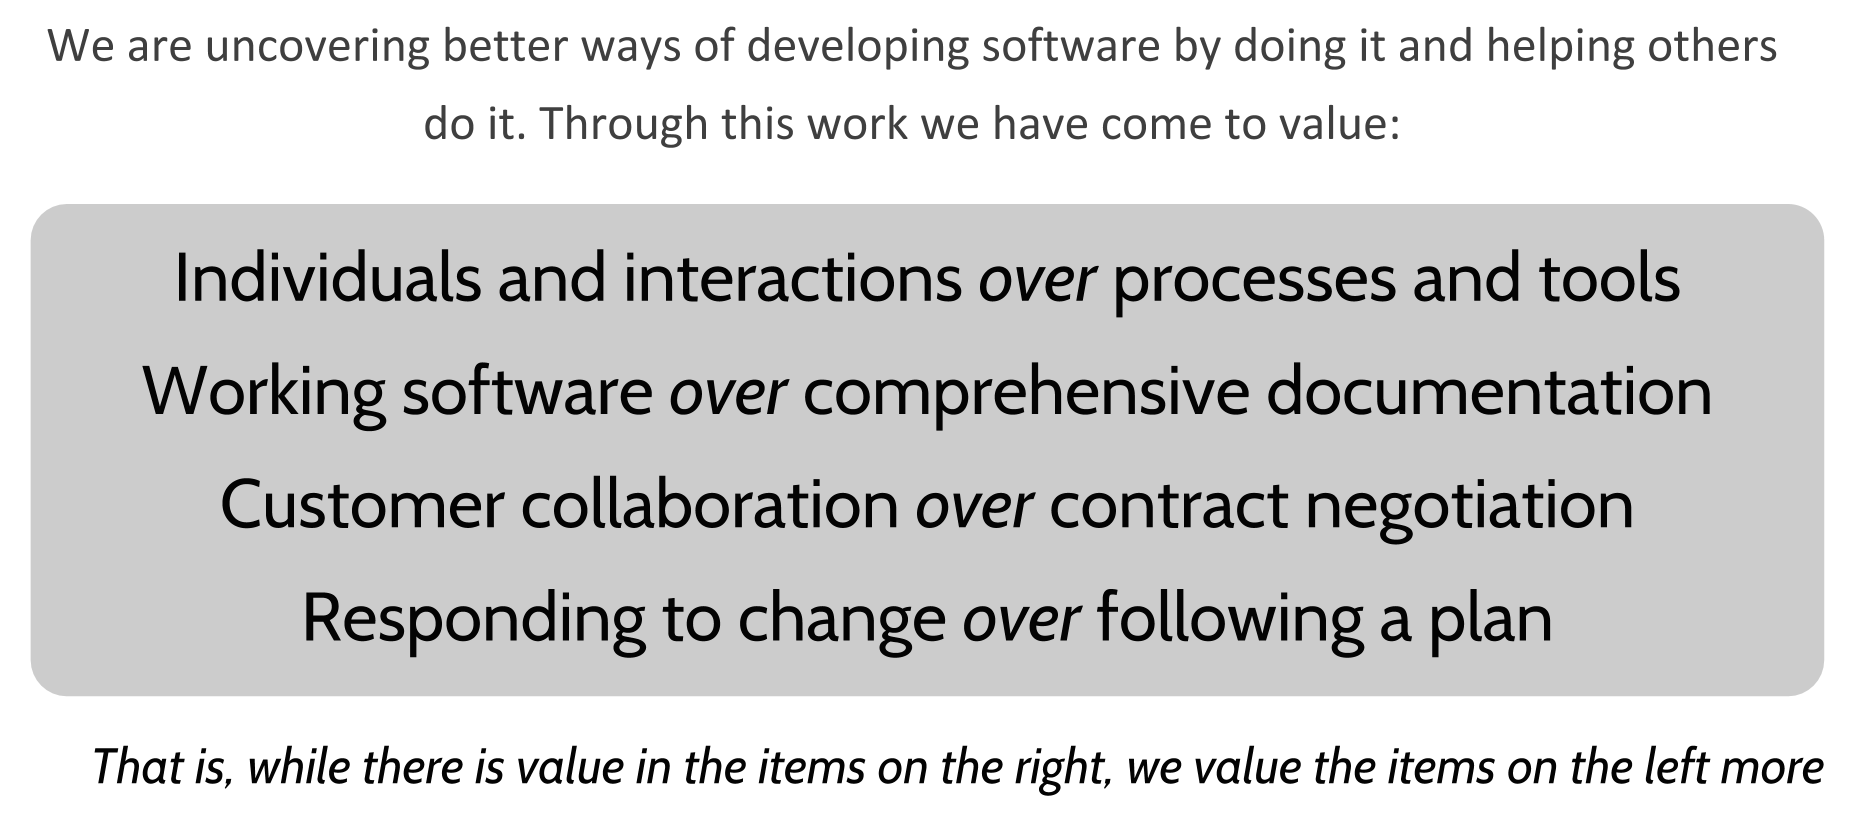 We are uncovering better ways of developing software by doing it and helping others
do it. Through this work we have come to value:
Individuals and interactions over processes and tools
Working software over comprehensive documentation
Customer collaboration over contract negotiation
Responding to change over following a plan
That is, while there is value in the items on the right, we value the items on the left more